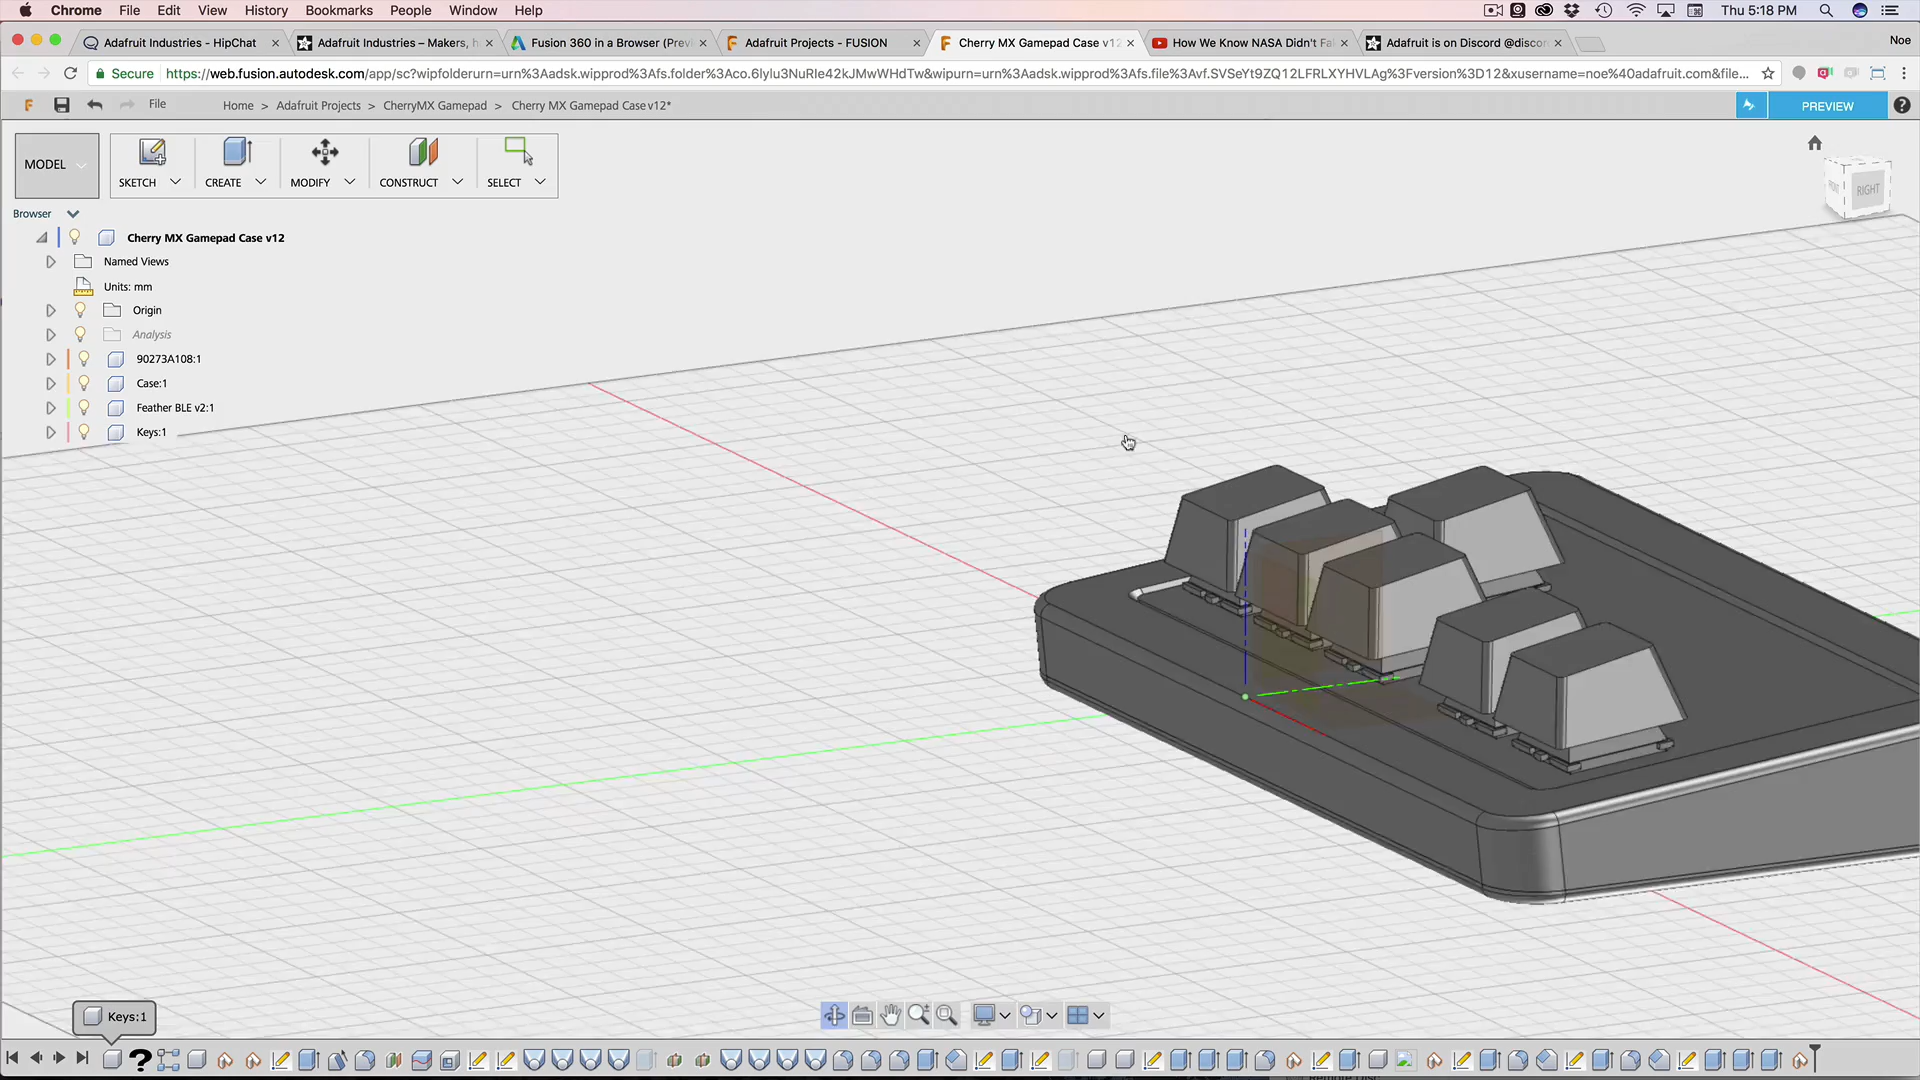 Chrome File Edit View History Bookmarks People Window Help Thu 5:18 PM
Adafruit Industries - HipChat Adafruit Industries – Makers, h Fusion 360 in a Browser (Prev Adafruit Projects - FUSION Cherry MX Gamepad Case v12 How We Know NASA Didn't Fa Adafruit is on Discord @discor Noe
Secure https://web.fusion.autodesk.com/app/sc?wipfolderurn=urn%3Aadsk.wipprod%3Afs.folder%3Aco.6lylu3NuRIe42kJMwWHdTw&wipurn=urn%3Aadsk.wipprod%3Afs.file%3Avf.SVSeYt9ZQ12LFRLXYHVLAg%3Fversion%3D12&xusername=noe%40adafruit.com&file...
File Home > Adafruit Projects > CherryMX Gamepad > Cherry MX Gamepad Case v12* PREVIEW
MODEL SKETCH CREATE MODIFY CONSTRUCT SELECT
RIGHT
Browser
Cherry MX Gamepad Case v12
Named Views
Units: mm
Origin
Analysis
90273A108:1
Case:1
Feather BLE v2:1
Keys:1
Keys:1